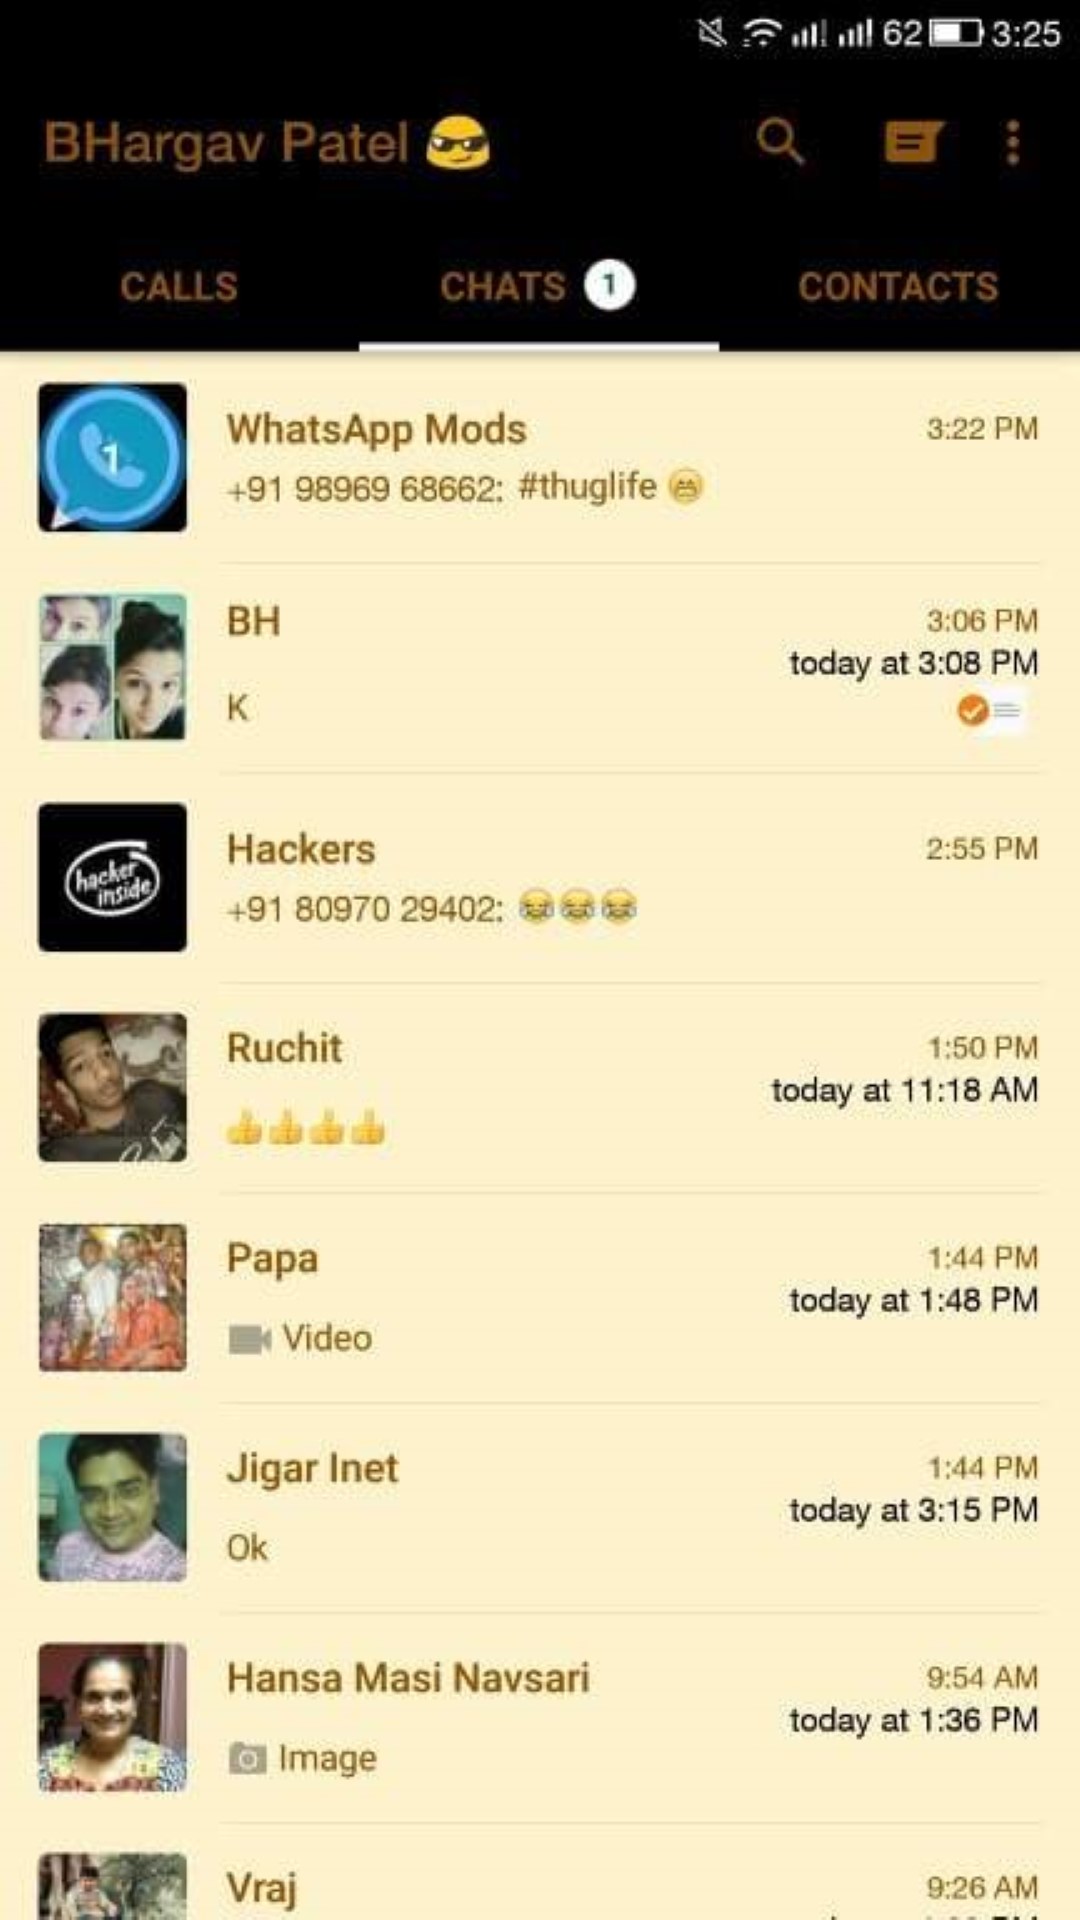 62 3:25
BHargav Patel 😎
CALLS CHATS 1 CONTACTS
1
WhatsApp Mods 3:22 PM
+91 98969 68662: #thuglife 😁
BH 3:06 PM
today at 3:08 PM
K
hacker
inside
Hackers 2:55 PM
+91 80970 29402: 😂😂😂
Ruchit 1:50 PM
today at 11:18 AM
👍👍👍👍
Papa 1:44 PM
today at 1:48 PM
Video
Jigar Inet 1:44 PM
today at 3:15 PM
Ok
Hansa Masi Navsari 9:54 AM
today at 1:36 PM
Image
Vraj 9:26 AM